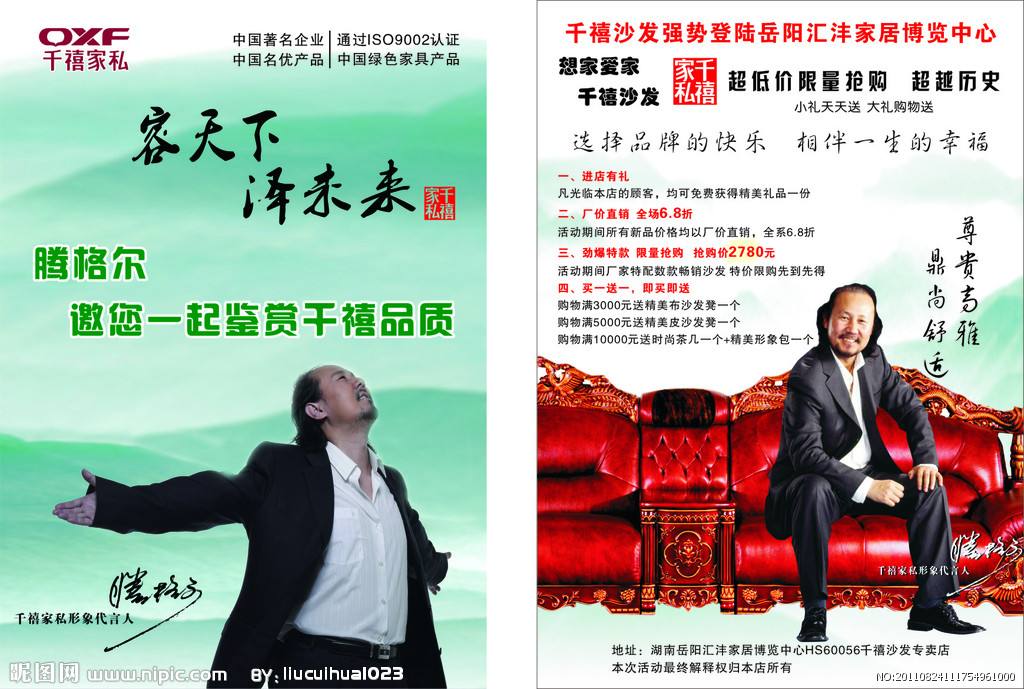 QXF
千禧家私
中国著名企业 通过ISO9002认证
中国名优产品 中国绿色家具产品
容天下
泽未来
千禧家私
腾格尔
邀您一起鉴赏千禧品质
腾格尔
千禧家私形象代言人
昵图网 www.nipic.com BY:liucuihua1023
千禧沙发强势登陆岳阳汇沣家居博览中心
想家爱家
千禧沙发
千禧家私
超低价限量抢购 超越历史
小礼天天送 大礼购物送
选择品牌的快乐 相伴一生的幸福
一、进店有礼
凡光临本店的顾客，均可免费获得精美礼品一份
二、厂价直销 全场6.8折
活动期间所有新品价格均以厂价直销，全系6.8折
三、劲爆特款 限量抢购 抢购价2780元
活动期间厂家特配数款畅销沙发 特价限购先到先得
四、买一送一，即买即送
购物满3000元送精美布沙发凳一个
购物满5000元送精美皮沙发凳一个
购物满10000元送时尚茶几一个+精美形象包一个
尊贵高雅
鼎尚舒适
腾格尔
千禧家私形象代言人
地址：湖南岳阳汇沣家居博览中心HS60056千禧沙发专卖店
本次活动最终解释权归本店所有
NO:20110824111754961000